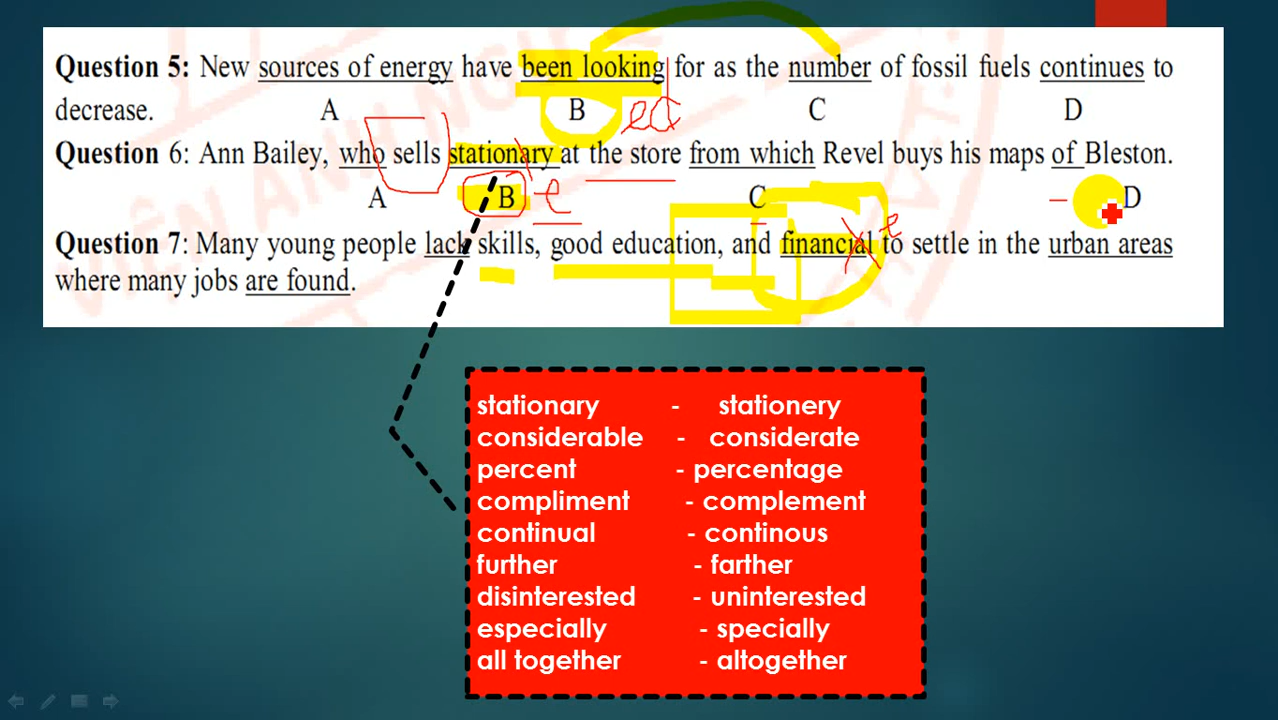 Question 5: New sources of energy have been looking for as the number of fossil fuels continues to
decrease. A B C D
ed
Question 6: Ann Bailey, who sells stationary at the store from which Revel buys his maps of Bleston.
A B e C D
Question 7: Many young people lack skills, good education, and financial to settle in the urban areas
where many jobs are found.
stationary - stationery
considerable - considerate
percent - percentage
compliment - complement
continual - continous
further - farther
disinterested - uninterested
especially - specially
all together - altogether